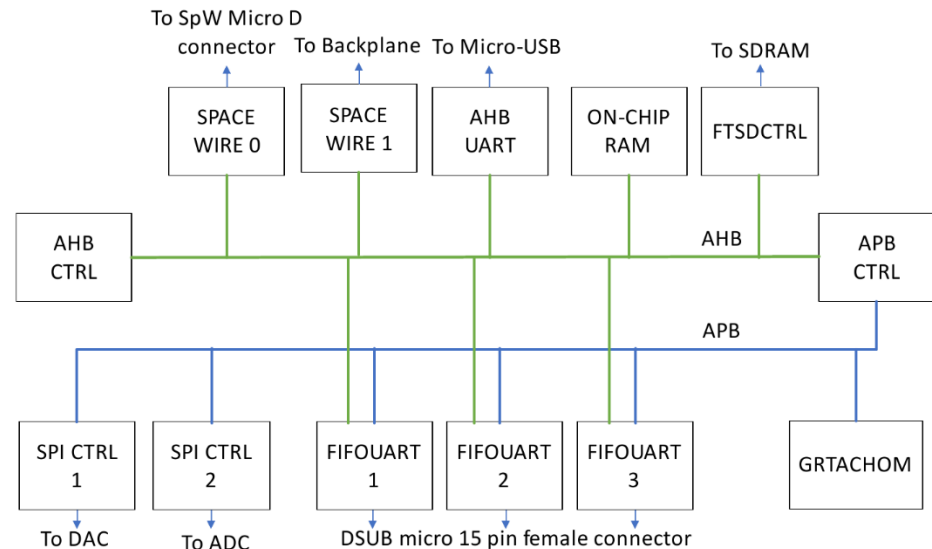 To SpW Micro D
connector
To Backplane
To Micro-USB
To SDRAM
SPACE
WIRE 0
SPACE
WIRE 1
AHB
UART
ON-CHIP
RAM
FTSDCTRL
AHB
CTRL
AHB
APB
CTRL
APB
SPI CTRL
1
SPI CTRL
2
FIFOUART
1
FIFOUART
2
FIFOUART
3
GRTACHOM
To DAC
To ADC
DSUB micro 15 pin female connector